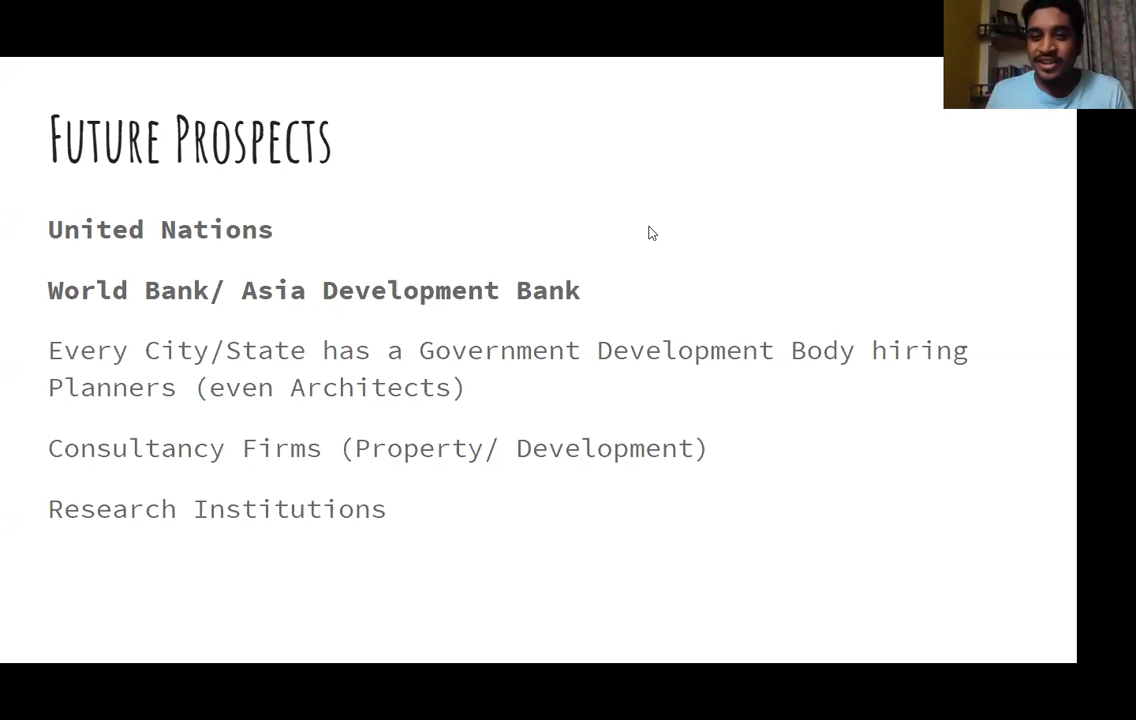 Future Prospects
United Nations
World Bank/ Asia Development Bank
Every City/State has a Government Development Body hiring
Planners (even Architects)
Consultancy Firms (Property/ Development)
Research Institutions